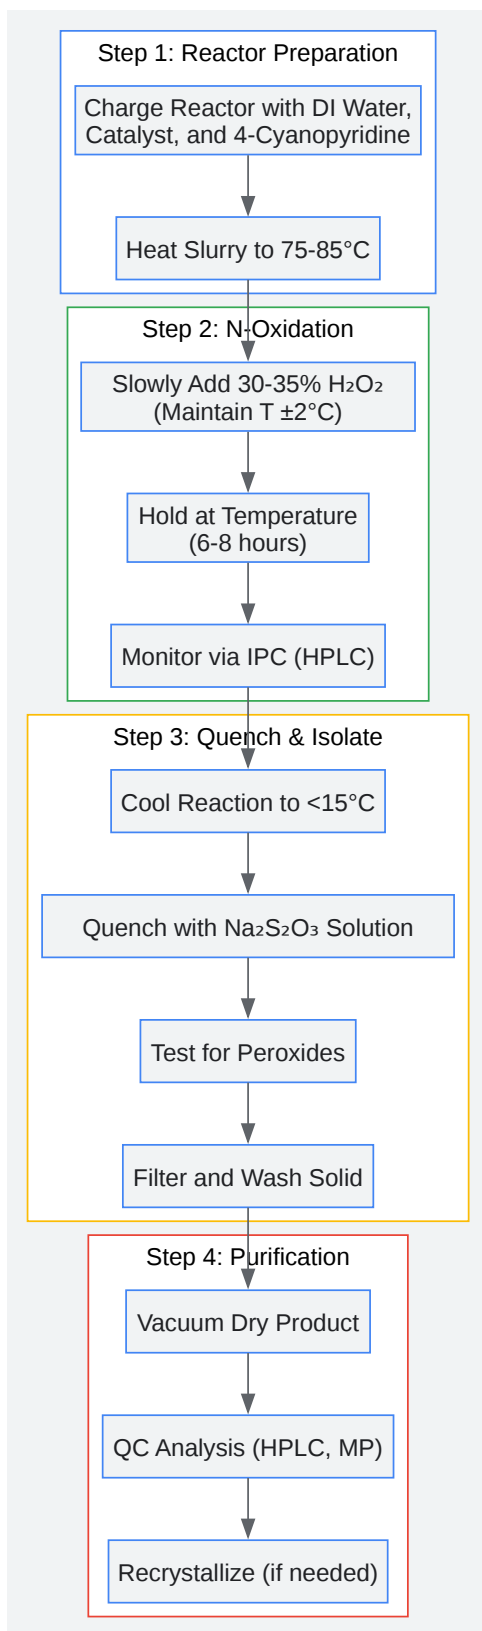 Step 1: Reactor Preparation
Charge Reactor with DI Water,
Catalyst, and 4-Cyanopyridine
Heat Slurry to 75-85°C
Step 2: N-Oxidation
Slowly Add 30-35% H₂O₂
(Maintain T ±2°C)
Hold at Temperature
(6-8 hours)
Monitor via IPC (HPLC)
Step 3: Quench & Isolate
Cool Reaction to <15°C
Quench with Na₂S₂O₃ Solution
Test for Peroxides
Filter and Wash Solid
Step 4: Purification
Vacuum Dry Product
QC Analysis (HPLC, MP)
Recrystallize (if needed)